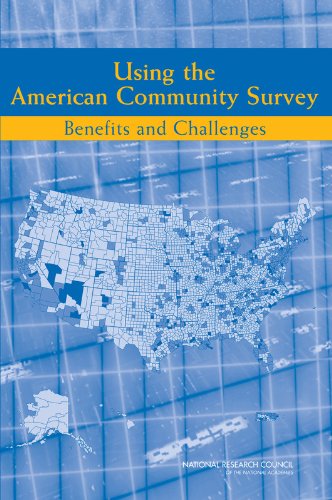 Using the
American Community Survey
Benefits and Challenges
NATIONAL RESEARCH COUNCIL
OF THE NATIONAL ACADEMIES